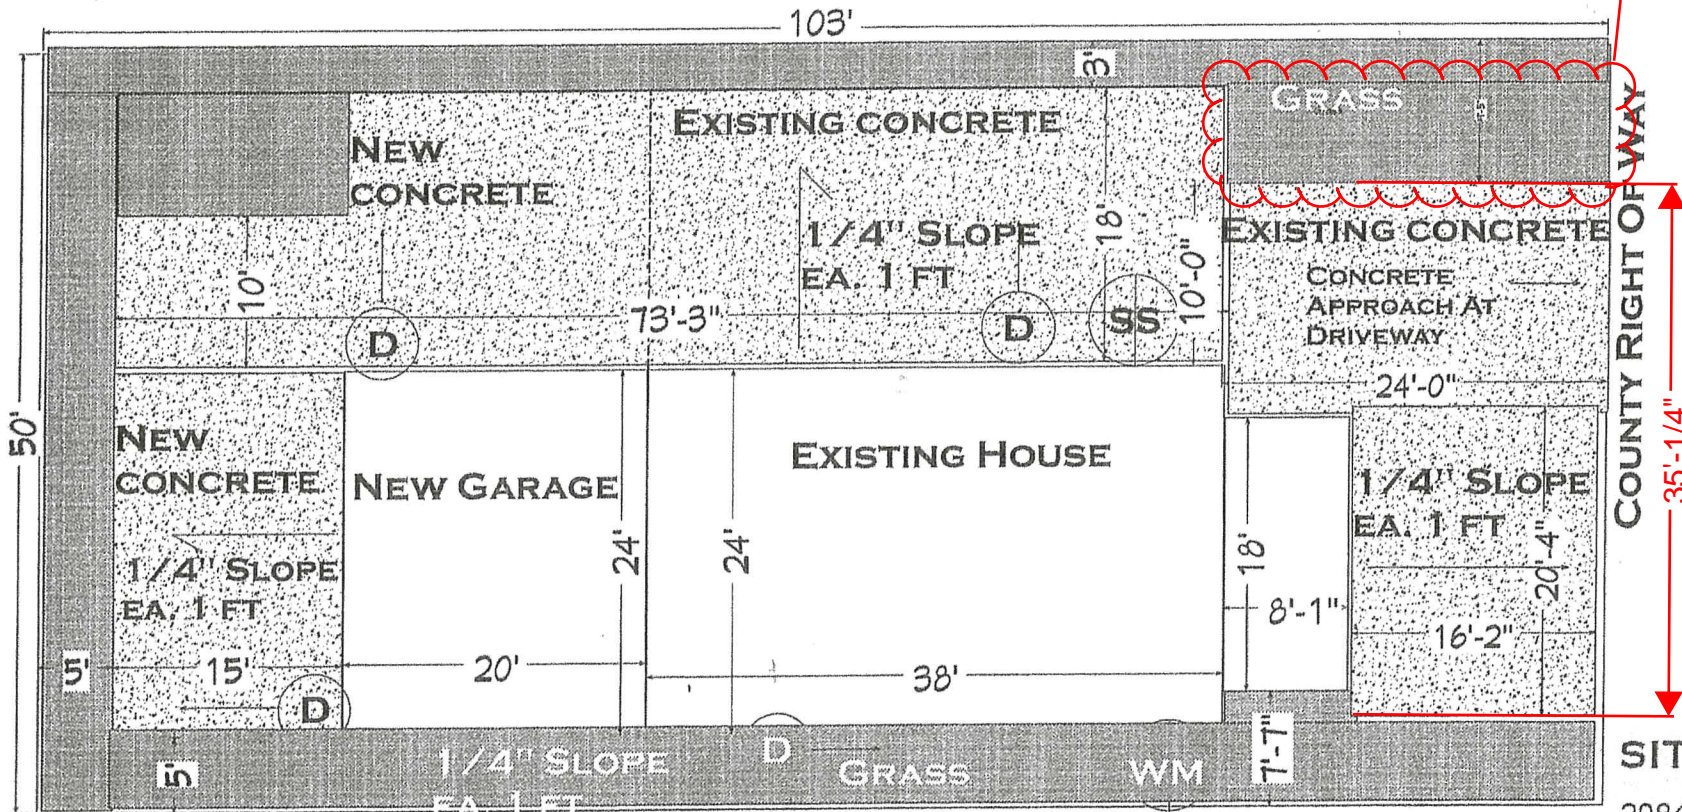 103'
3'
GRASS
5'
EXISTING CONCRETE
NEW
CONCRETE
COUNTY RIGHT OF WAY
1/4" SLOPE
EA. 1 FT
18'
10'-0"
EXISTING CONCRETE
CONCRETE
APPROACH AT
DRIVEWAY
10'
73'-3"
D
D
SS
24'-0"
35'-1/4"
50'
NEW
CONCRETE
NEW GARAGE
EXISTING HOUSE
1/4" SLOPE
EA. 1 FT
24'
24'
18'
20'-4"
1/4" SLOPE
EA. 1 FT
8'-1"
16'-2"
5'
15'
20'
38'
D
5'
1/4" SLOPE
EA. 1 FT
D
GRASS
WM
7'-7"
SIT